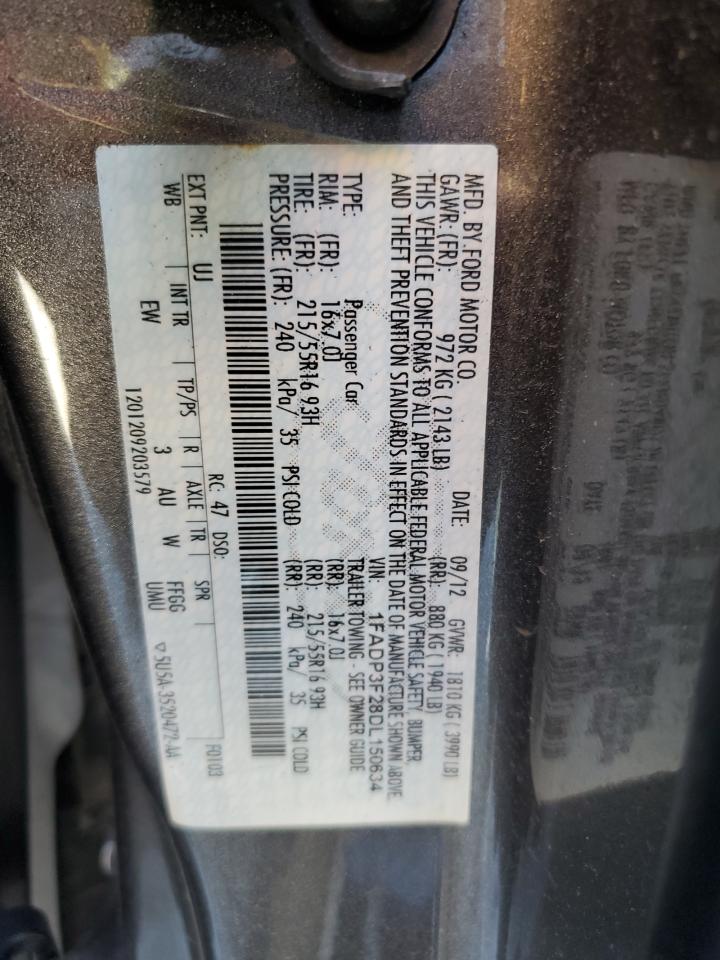 MFD. BY FORD MOTOR CO. DATE: 09/12 GVWR: 1810 KG ( 3990 LB)
GAWR: (FR): 972 KG ( 2143 LB) (RR): 880 KG ( 1940 LB)
THIS VEHICLE CONFORMS TO ALL APPLICABLE FEDERAL MOTOR VEHICLE SAFETY, BUMPER,
AND THEFT PREVENTION STANDARDS IN EFFECT ON THE DATE OF MANUFACTURE SHOWN ABOVE.
VIN: 1FADP3F28DL150634
TYPE: Passenger Car TRAILER TOWING - SEE OWNER GUIDE
RIM: (FR): 16x7.0J (RR): 16x7.0J
TIRE: (FR): 215/55R16 93H (RR): 215/55R16 93H
PRESSURE: (FR): 240 kPa/ 35 PSI COLD (RR): 240 kPa/ 35 PSI COLD
RC: 47 DSO: F0103
EXT PNT: UJ
WB INT TR TP/PS R AXLE TR SPR
EW 3 AU W FFGG
UMU
1201209203579 5U5A-3520472-AA